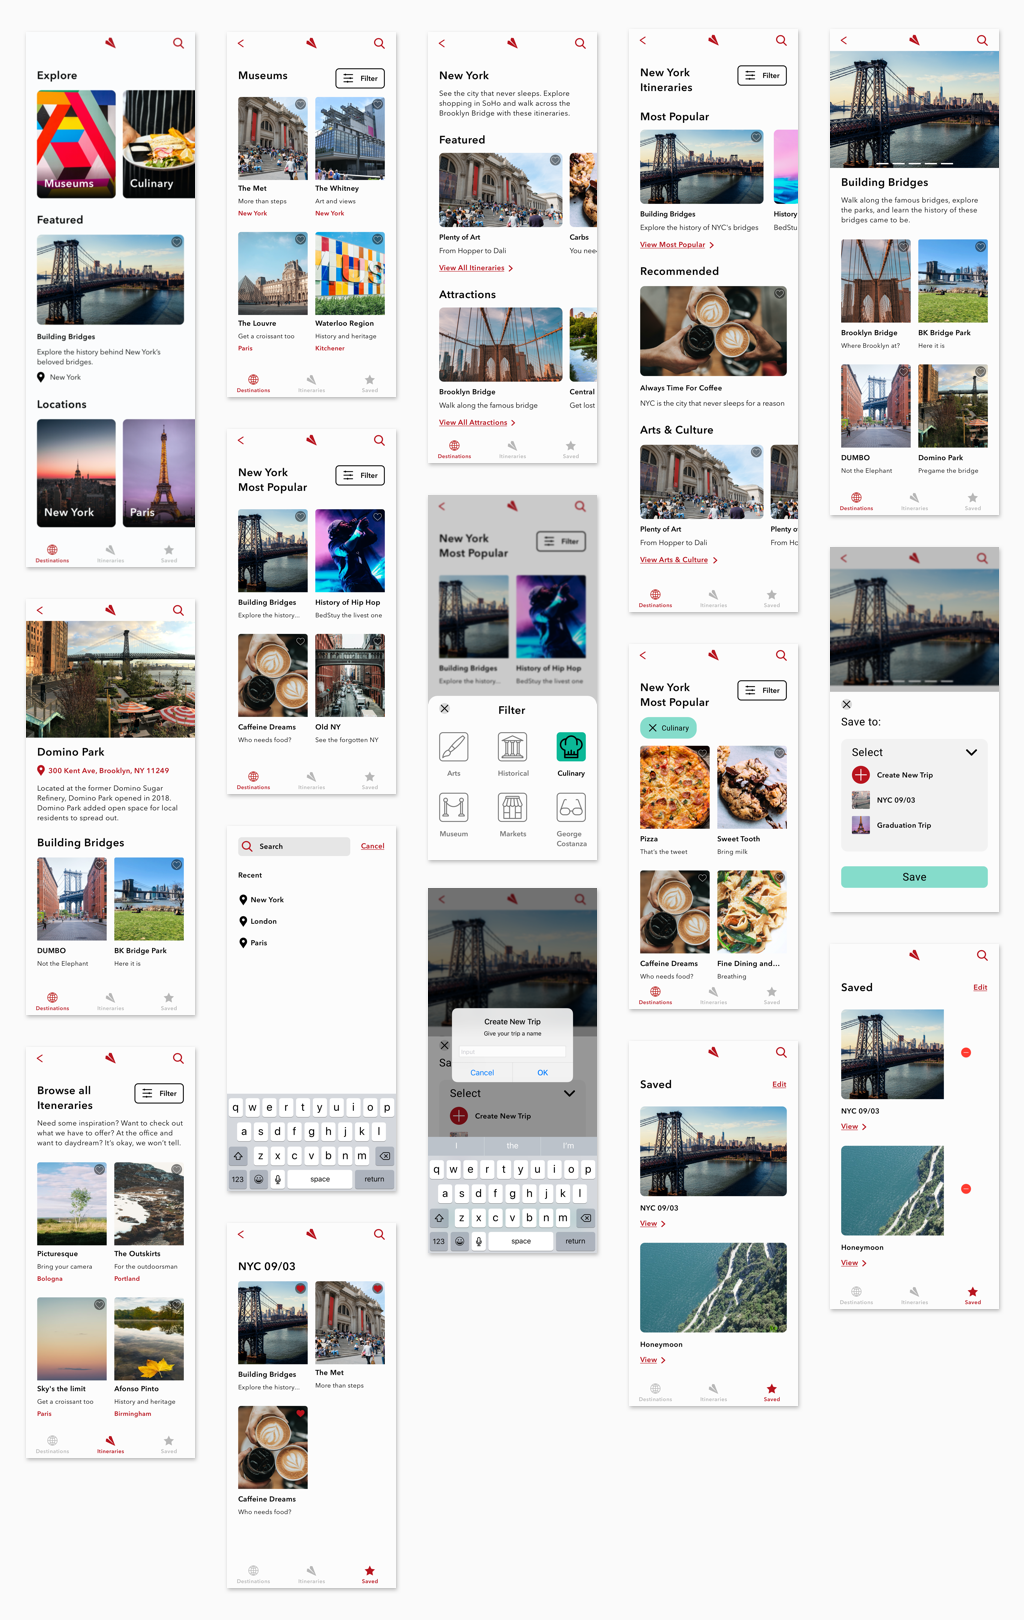 Explore
Museums
Culinary
Featured
Building Bridges
Explore the history behind New York's
beloved bridges.
New York
Locations
New York
Paris
Destinations
Itineraries
Saved
Domino Park
300 Kent Ave, Brooklyn, NY 11249
Located at the former Domino Sugar
Refinery, Domino Park opened in 2018.
Domino Park added open space for local
residents to spread out.
Building Bridges
DUMBO
BK Bridge Park
Not the Elephant
Here it is
Destinations
Itineraries
Saved
Browse all
Iteneraries
Filter
Need some inspiration? Want to check out
what we have to offer? At the office and
want to daydream? It's okay, we won't tell.
Picturesque
The Outskirts
Bring your camera
For the outdoorsman
Bologna
Portland
Sky's the limit
Afonso Pinto
Get a croissant too
History and heritage
Paris
Birmingham
Destinations
Itineraries
Saved
Museums
Filter
The Met
The Whitney
More than steps
Art and views
New York
New York
The Louvre
Waterloo Region
Get a croissant too
History and heritage
Paris
Kitchener
Destinations
Itineraries
Saved
New York
Most Popular
Filter
Building Bridges
History of Hip Hop
Explore the history...
BedStuy the livest one
Caffeine Dreams
Old NY
Who needs food?
See the forgotten NY
Destinations
Itineraries
Saved
Search
Cancel
Recent
New York
London
Paris
q w e r t y u i o p
a s d f g h j k l
z x c v b n m
123
space
return
NYC 09/03
Building Bridges
The Met
Explore the history...
More than steps
Caffeine Dreams
Who needs food?
Destinations
Itineraries
Saved
New York
See the city that never sleeps. Explore
shopping in SoHo and walk across the
Brooklyn Bridge with these itineraries.
Featured
Plenty of Art
Carbs
From Hopper to Dali
You nee
View All Itineraries
Attractions
Brooklyn Bridge
Central
Walk along the famous bridge
Get lost
View All Attractions
Destinations
Itineraries
Saved
New York
Most Popular
Filter
Building Bridges
History of Hip Hop
Explore the history...
BedStuy the livest one
Filter
Arts
Historical
Culinary
Museum
Markets
George
Costanza
Create New Trip
Give your trip a name
Input
Cancel
OK
Sa
Select
Create New Trip
I
the
I'm
q w e r t y u i o p
a s d f g h j k l
z x c v b n m
123
space
return
New York
Itineraries
Filter
Most Popular
Building Bridges
History
Explore the history of NYC's bridges
BedStu
View Most Popular
Recommended
Always Time For Coffee
NYC is the city that never sleeps for a reason
Arts & Culture
Plenty of Art
Plenty o
From Hopper to Dali
From Ho
View Arts & Culture
Destinations
Itineraries
Saved
New York
Most Popular
Filter
Culinary
Pizza
Sweet Tooth
That's the tweet
Bring milk
Caffeine Dreams
Fine Dining and...
Who needs food?
Breathing
Destinations
Itineraries
Saved
Saved
Edit
NYC 09/03
View
Honeymoon
View
Destinations
Itineraries
Saved
Building Bridges
Walk along the famous bridges, explore
the parks, and learn the history of these
bridges came to be.
Brooklyn Bridge
BK Bridge Park
Where Brooklyn at?
Here it is
DUMBO
Domino Park
Not the Elephant
Pregame the bridge
Destinations
Itineraries
Saved
Save to:
Select
Create New Trip
NYC 09/03
Graduation Trip
Save
Saved
Edit
NYC 09/03
View
Honeymoon
View
Destinations
Itineraries
Saved